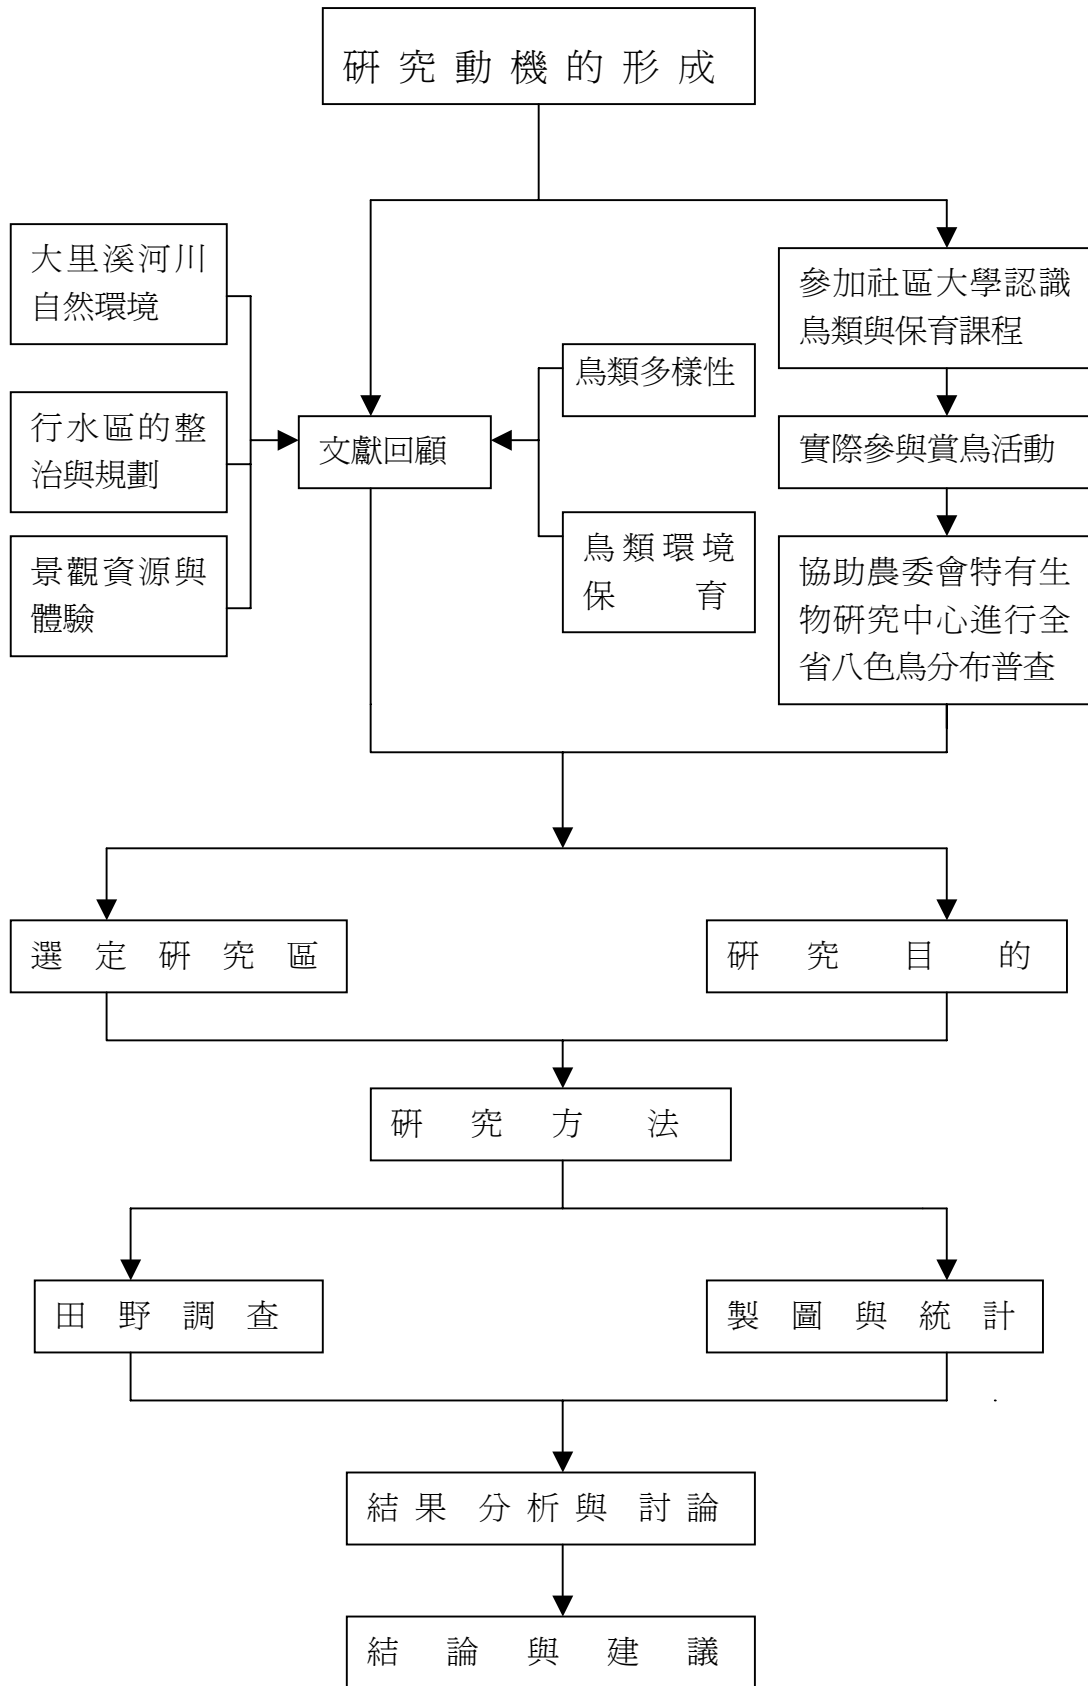 研究動機的形成
大里溪河川
自然環境
參加社區大學認識
鳥類與保育課程
鳥類多樣性
行水區的整
治與規劃
文獻回顧
實際參與賞鳥活動
景觀資源與
體驗
鳥類環境
保育
協助農委會特有生
物研究中心進行全
省八色鳥分布普查
選定研究區
研究目的
研究方法
田野調查
製圖與統計
結果分析與討論
結論與建議